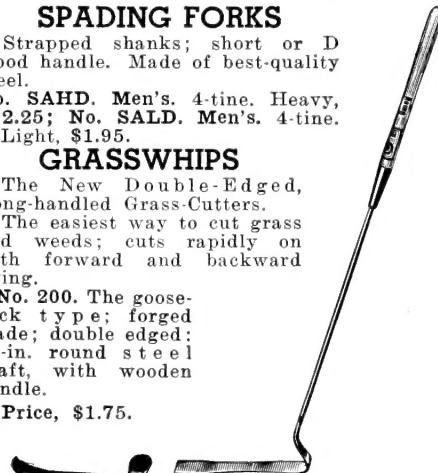 SPADING FORKS
Strapped shanks; short or D
ood handle. Made of best-quality
eel.
o. SAHD. Men's. 4-tine. Heavy,
2.25; No. SALD. Men's. 4-tine.
Light, $1.95.
GRASSWHIPS
The New Double-Edged,
ong-handled Grass-Cutters.
The easiest way to cut grass
d weeds; cuts rapidly on
th forward and backward
ing.
No. 200. The goose-
ck type; forged
ade; double edged:
-in. round steel
aft, with wooden
ndle.
Price, $1.75.